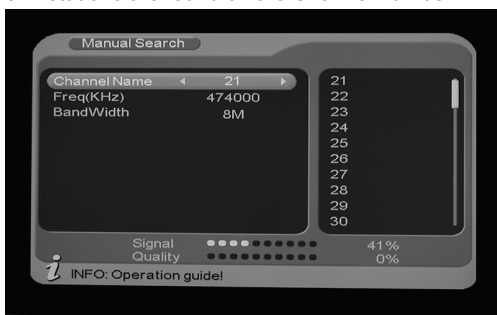 Manual Search
Channel Name 21
Freq(KHz) 474000
BandWidth 8M
21
22
23
24
25
26
27
28
29
30
Signal 41%
Quality 0%
i INFO: Operation guide!